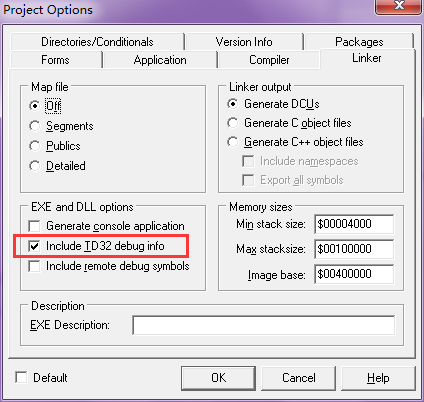 Project Options
Directories/Conditionals
Version Info
Packages
Forms
Application
Compiler
Linker
Map file
Off
Segments
Publics
Detailed
Linker output
Generate DCUs
Generate C object files
Generate C++ object files
Include namespaces
Export all symbols
EXE and DLL options
Generate console application
Include TD32 debug info
Include remote debug symbols
Memory sizes
Min stack size:
$00004000
Max stacksize:
$00100000
Image base:
$00400000
Description
EXE Description:
Default
OK
Cancel
Help